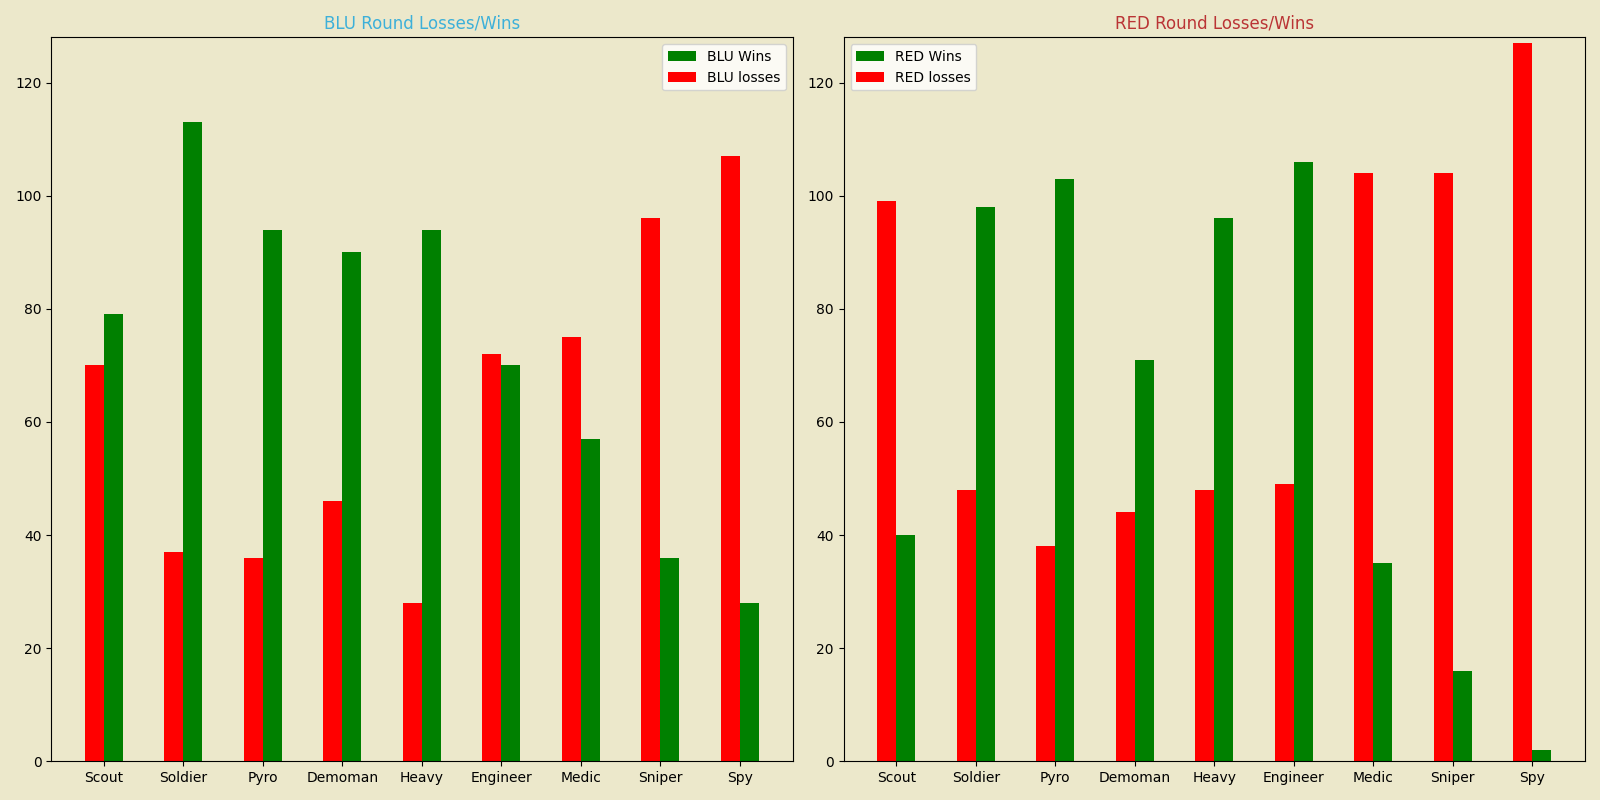 BLU Round Losses/Wins
BLU Wins
BLU losses
120
100
80
60
40
20
0
Scout Soldier Pyro Demoman Heavy Engineer Medic Sniper Spy
RED Round Losses/Wins
RED Wins
RED losses
120
100
80
60
40
20
0
Scout Soldier Pyro Demoman Heavy Engineer Medic Sniper Spy